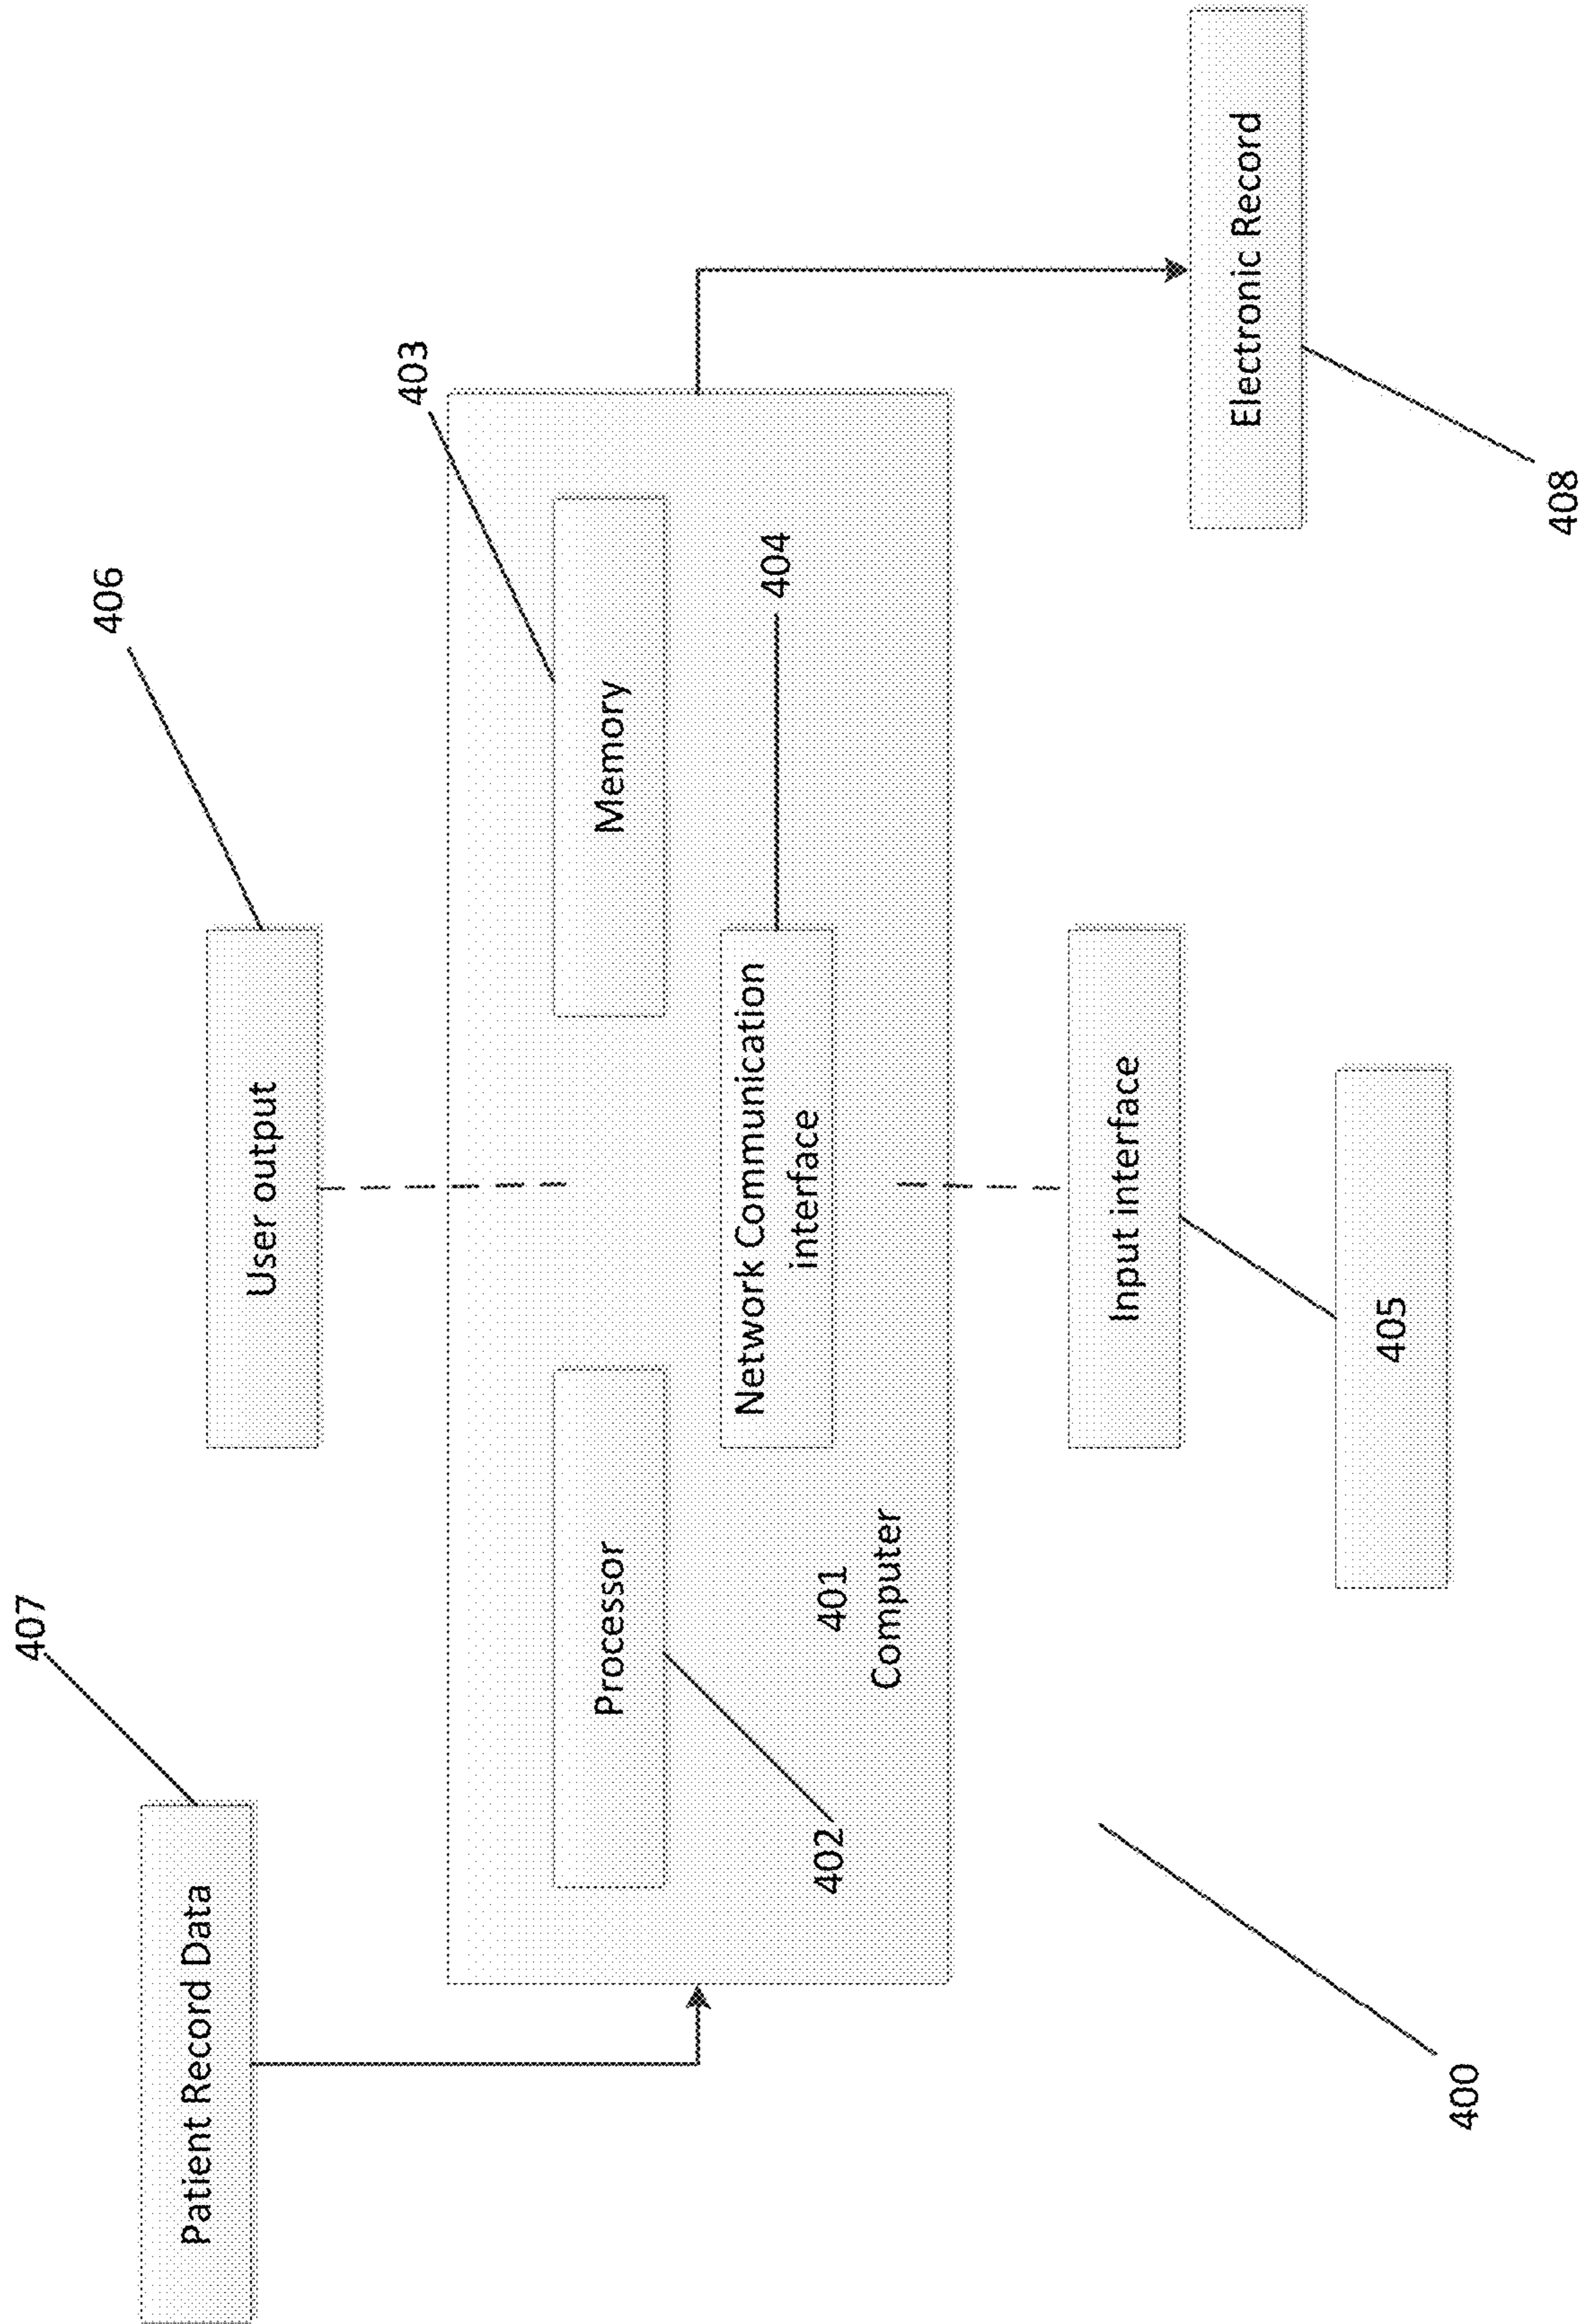 407
Patient Record Data
406
User output
403
Processor
Memory
402
401
Computer
Network Communication
interface
404
Input interface
405
Electronic Record
400
408